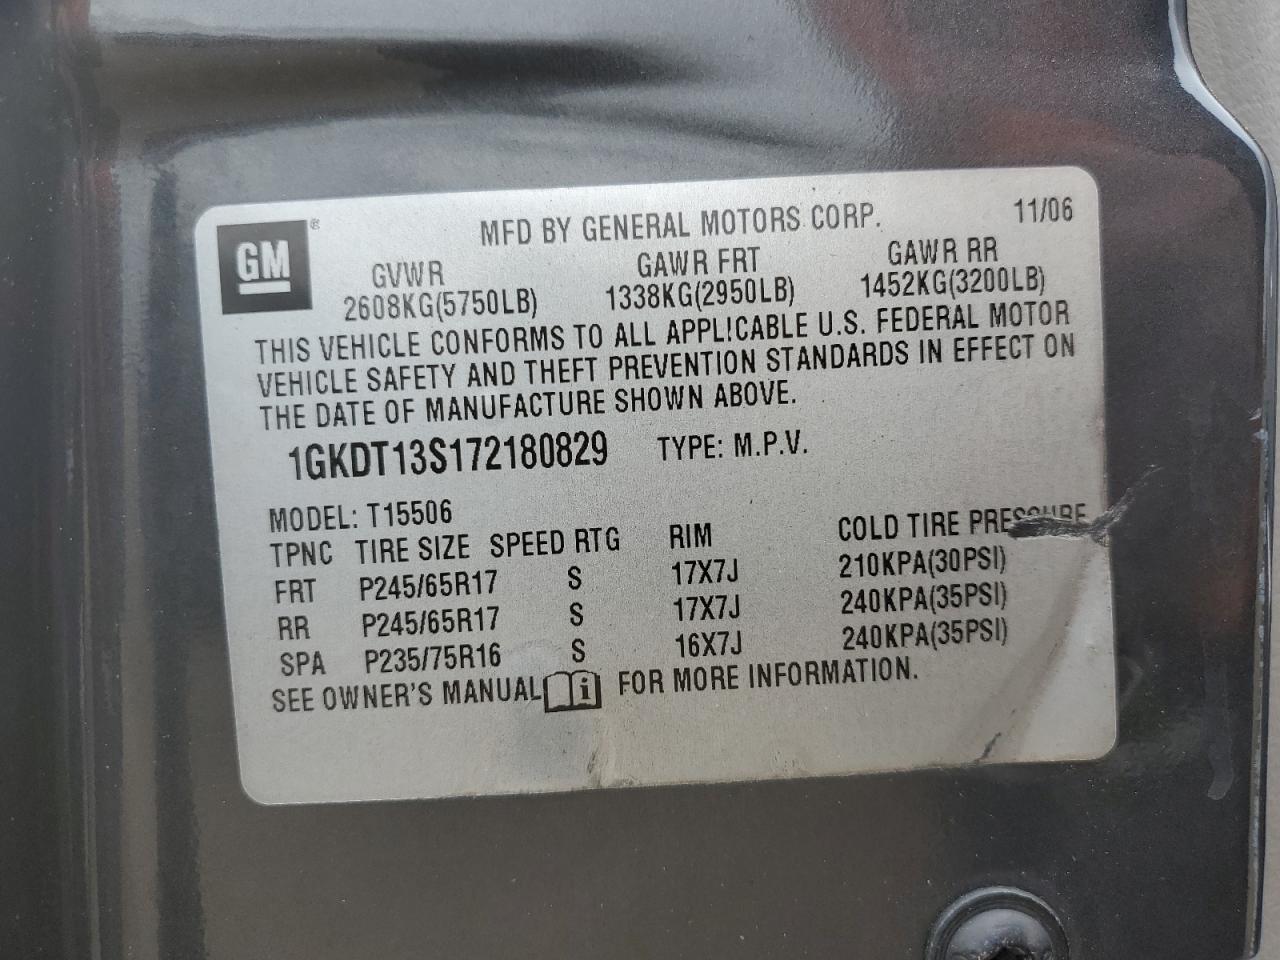 GM ® MFD BY GENERAL MOTORS CORP. 11/06
GVWR GAWR FRT GAWR RR
2608KG(5750LB) 1338KG(2950LB) 1452KG(3200LB)
THIS VEHICLE CONFORMS TO ALL APPLICABLE U.S. FEDERAL MOTOR
VEHICLE SAFETY AND THEFT PREVENTION STANDARDS IN EFFECT ON
THE DATE OF MANUFACTURE SHOWN ABOVE.
1GKDT13S172180829 TYPE: M.P.V.
MODEL: T15506
TPNC TIRE SIZE SPEED RTG RIM COLD TIRE PRESSURE
FRT P245/65R17 S 17X7J 210KPA(30PSI)
RR P245/65R17 S 17X7J 240KPA(35PSI)
SPA P235/75R16 S 16X7J 240KPA(35PSI)
SEE OWNER'S MANUAL i FOR MORE INFORMATION.